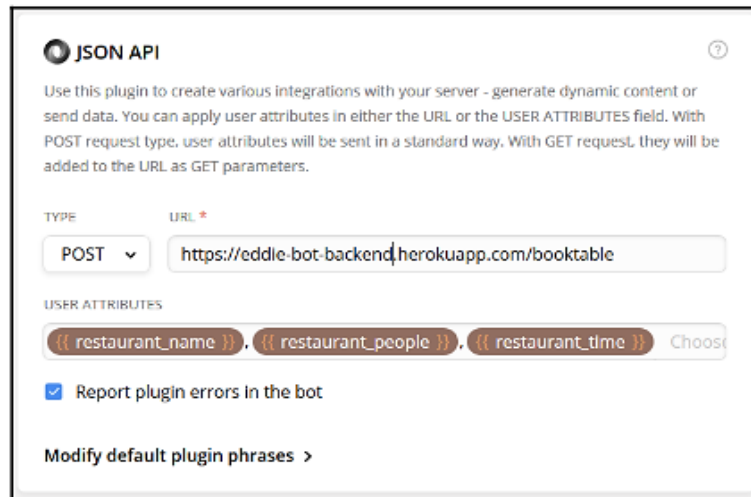 JSON API
?
Use this plugin to create various integrations with your server - generate dynamic content or
send data. You can apply user attributes in either the URL or the USER ATTRIBUTES field. With
POST request type, user attributes will be sent in a standard way. With GET request, they will be
added to the URL as GET parameters.
TYPE URL *
POST https://eddie-bot-backend.herokuapp.com/booktable
USER ATTRIBUTES
{{ restaurant_name }}, {{ restaurant_people }}, {{ restaurant_time }} Choos
Report plugin errors in the bot
Modify default plugin phrases >